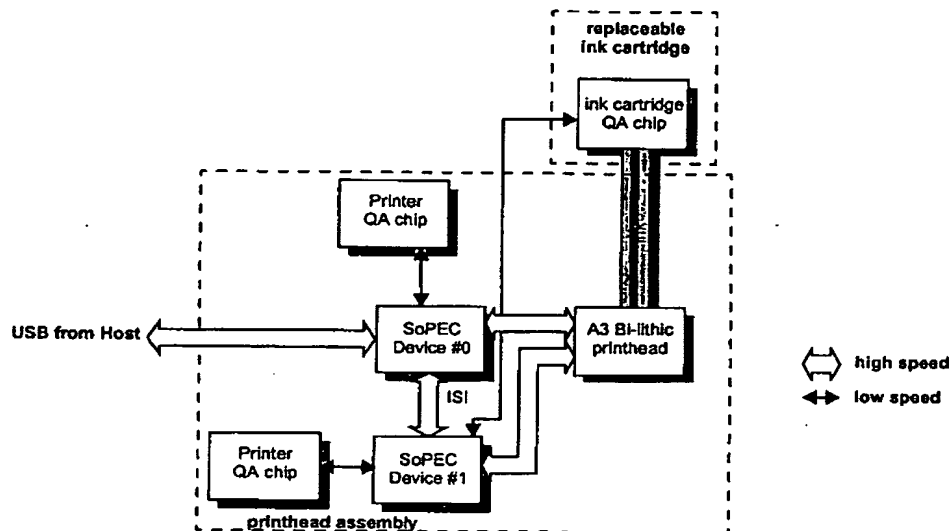 replaceable
ink cartridge
ink cartridge
QA chip
Printer
QA chip
USB from Host
SoPEC
Device #0
A3 Bi-lithic
printhead
high speed
low speed
ISI
Printer
QA chip
SoPEC
Device #1
printhead assembly